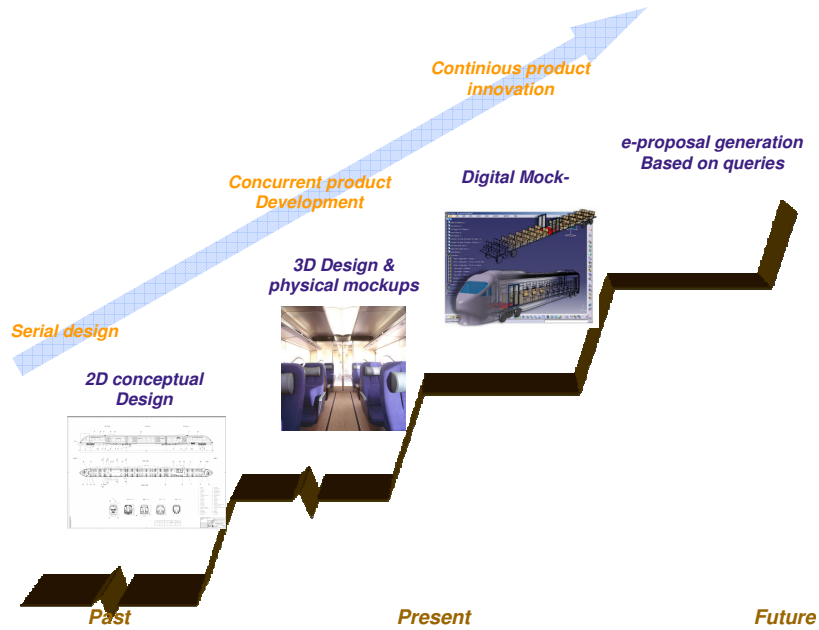 Continious product
innovation
e-proposal generation
Based on queries
Concurrent product
Development
Digital Mock-
3D Design &
physical mockups
Serial design
2D conceptual
Design
Past
Present
Future